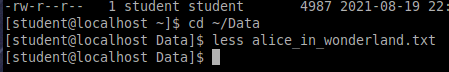 -rw-r--r-- 1 student student 4987 2021-08-19 22:
[student@localhost ~]$ cd ~/Data
[student@localhost Data]$ less alice_in_wonderland.txt
[student@localhost Data]$